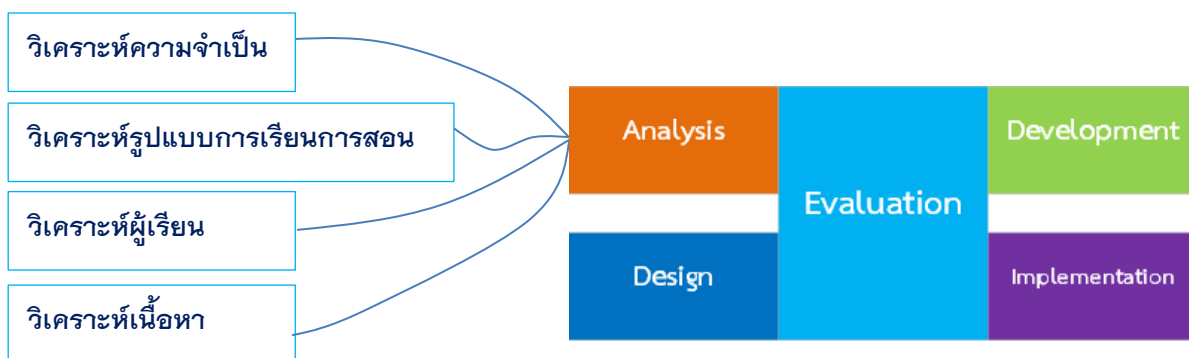 วิเคราะห์ความจำเป็น
วิเคราะห์รูปแบบการเรียนการสอน
วิเคราะห์ผู้เรียน
วิเคราะห์เนื้อหา
Analysis
Evaluation
Development
Design
Implementation